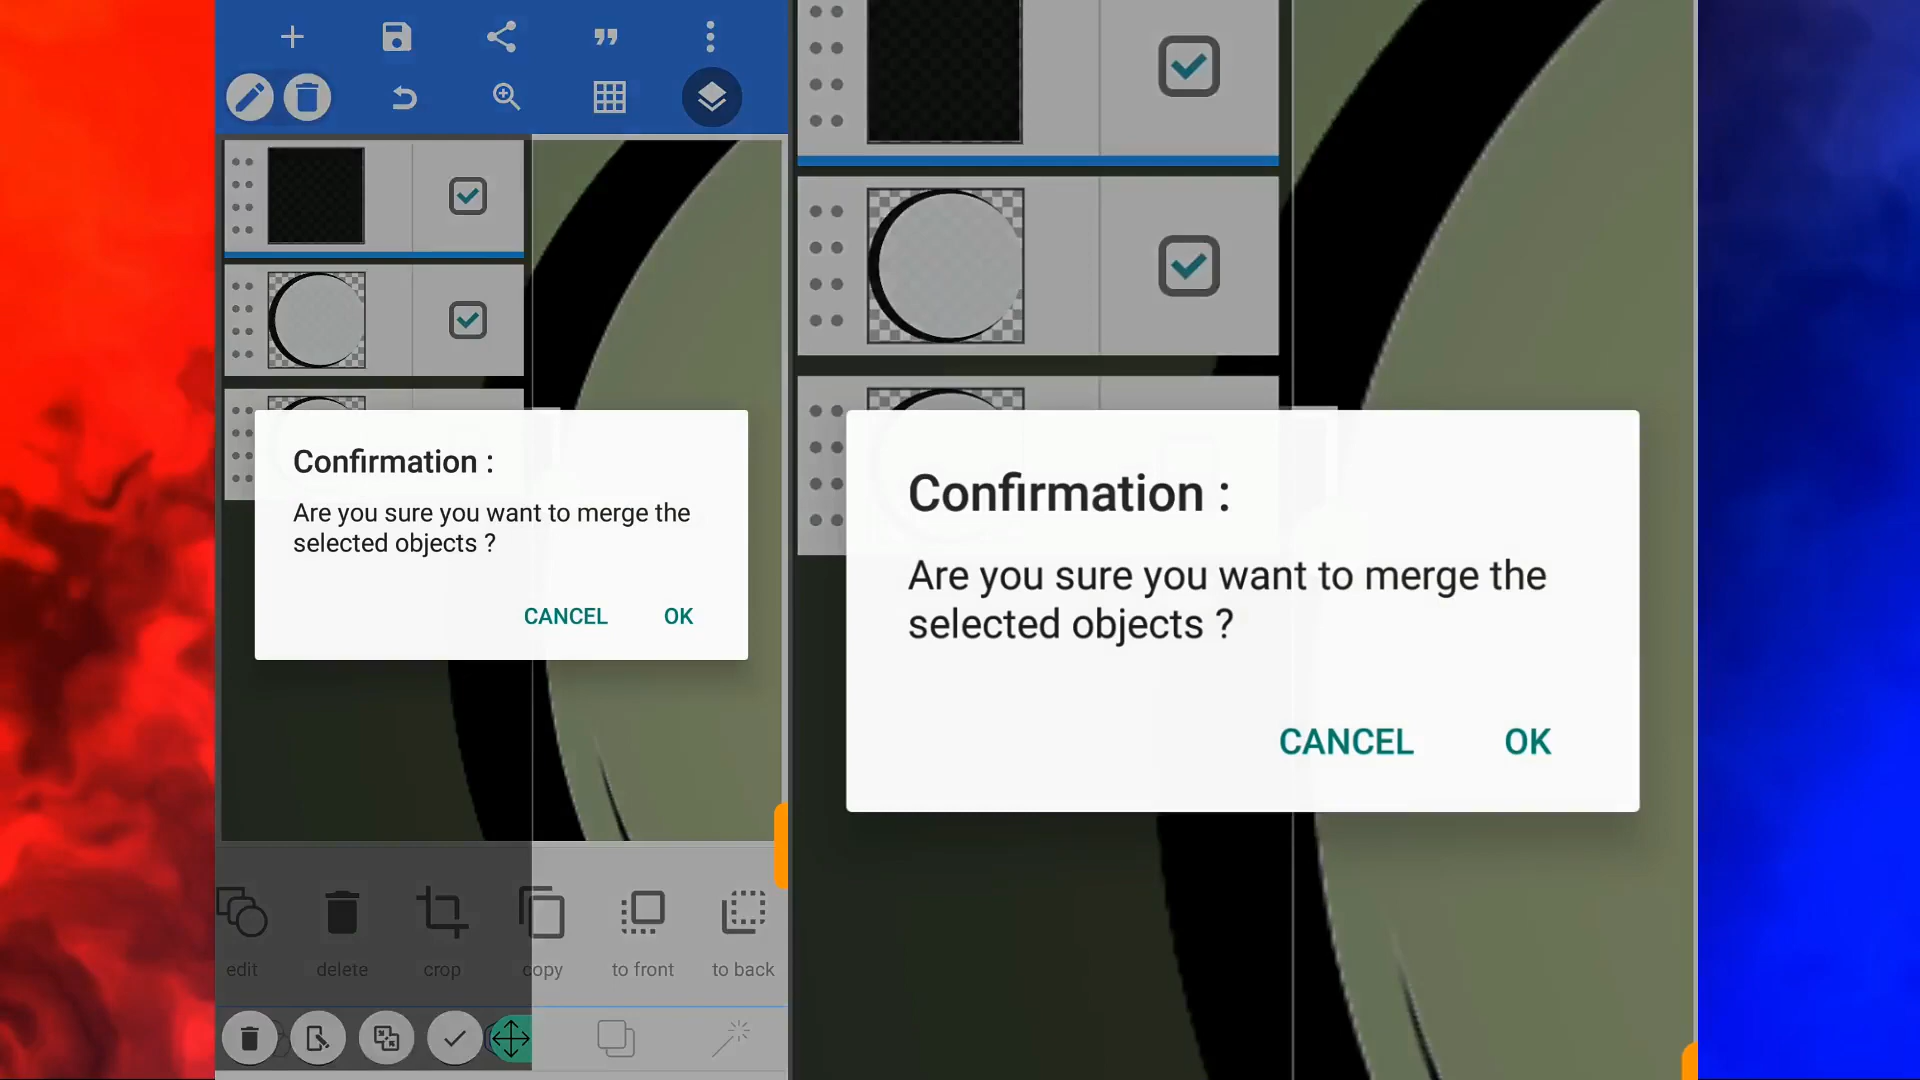 Confirmation :
Are you sure you want to merge the
selected objects ?
CANCEL OK
edit delete crop copy to front to back
Confirmation :
Are you sure you want to merge the
selected objects ?
CANCEL OK